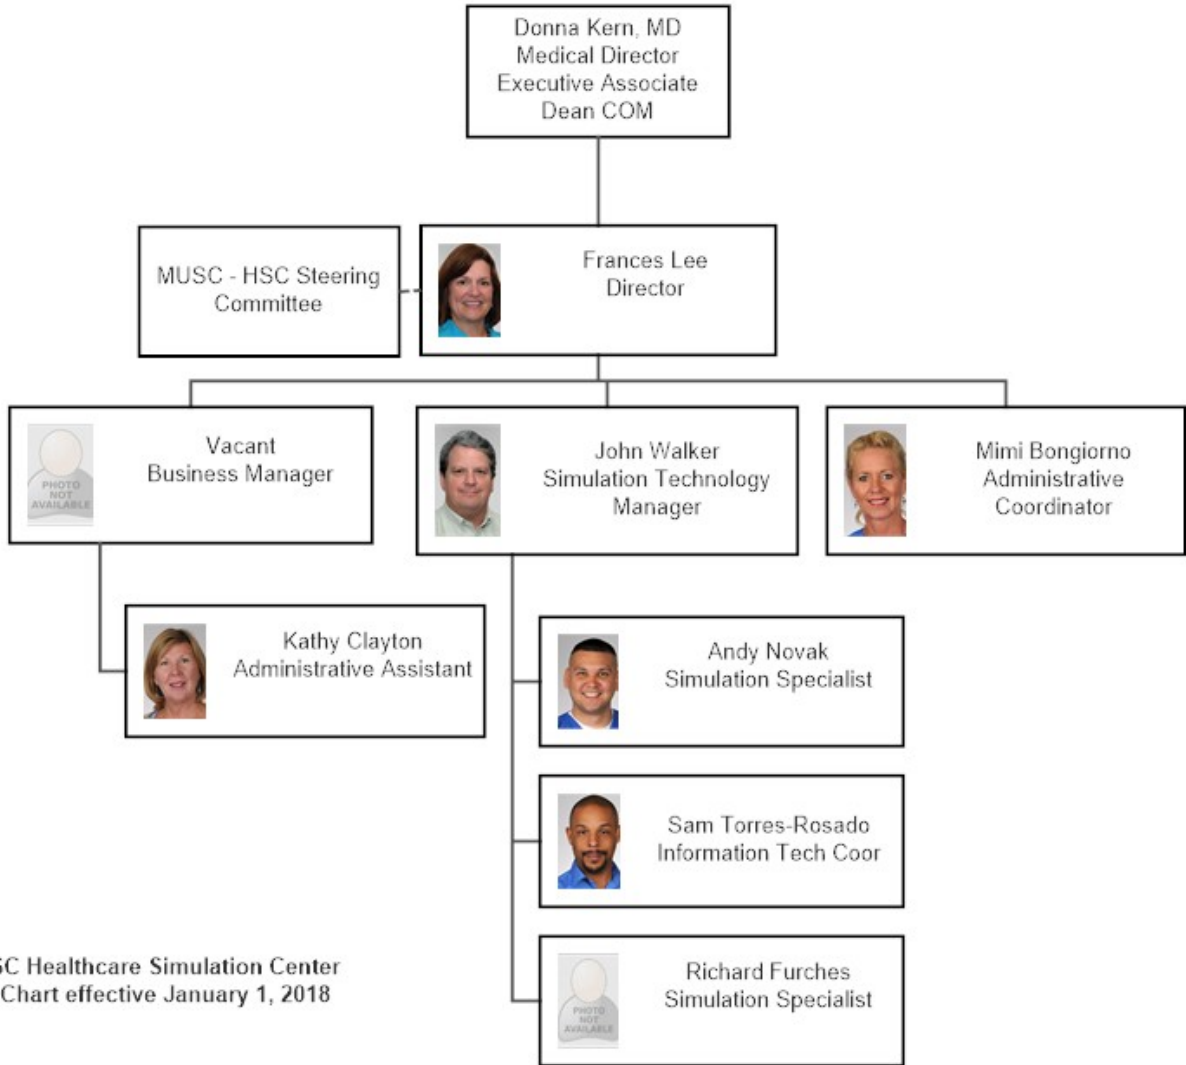 Donna Kern, MD
Medical Director
Executive Associate
Dean COM
MUSC - HSC Steering
Committee
Frances Lee
Director
PHOTO
NOT
AVAILABLE
Vacant
Business Manager
John Walker
Simulation Technology
Manager
Mimi Bongiorno
Administrative
Coordinator
Kathy Clayton
Administrative Assistant
Andy Novak
Simulation Specialist
Sam Torres-Rosado
Information Tech Coor
PHOTO
NOT
AVAILABLE
Richard Furches
Simulation Specialist
Healthcare Simulation Center
Chart effective January 1, 2018